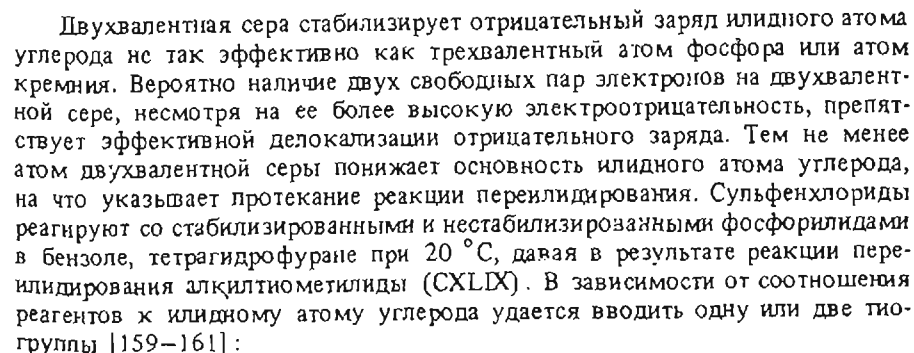 Двухвалентная сера стабилизирует отрицательный заряд илидного атома
углерода не так эффективно как трехвалентный атом фосфора или атом
кремния. Вероятно наличие двух свободных пар электронов на двухвалент-
ной сере, несмотря на ее более высокую электроотрицательность, препят-
ствует эффективной делокализации отрицательного заряда. Тем не менее
атом двухвалентной серы понижает основность илидного атома углерода,
на что указывает протекание реакции переилидирования. Сульфенхлориды
реагируют со стабилизированными и нестабилизированными фосфорилидами
в бензоле, тетрагидрофуране при 20 °С, давая в результате реакции пере-
илидирования алкилтиометилиды (CXLIX). В зависимости от соотношения
реагентов к илидному атому углерода удается вводить одну или две тио-
группы [159–161]: